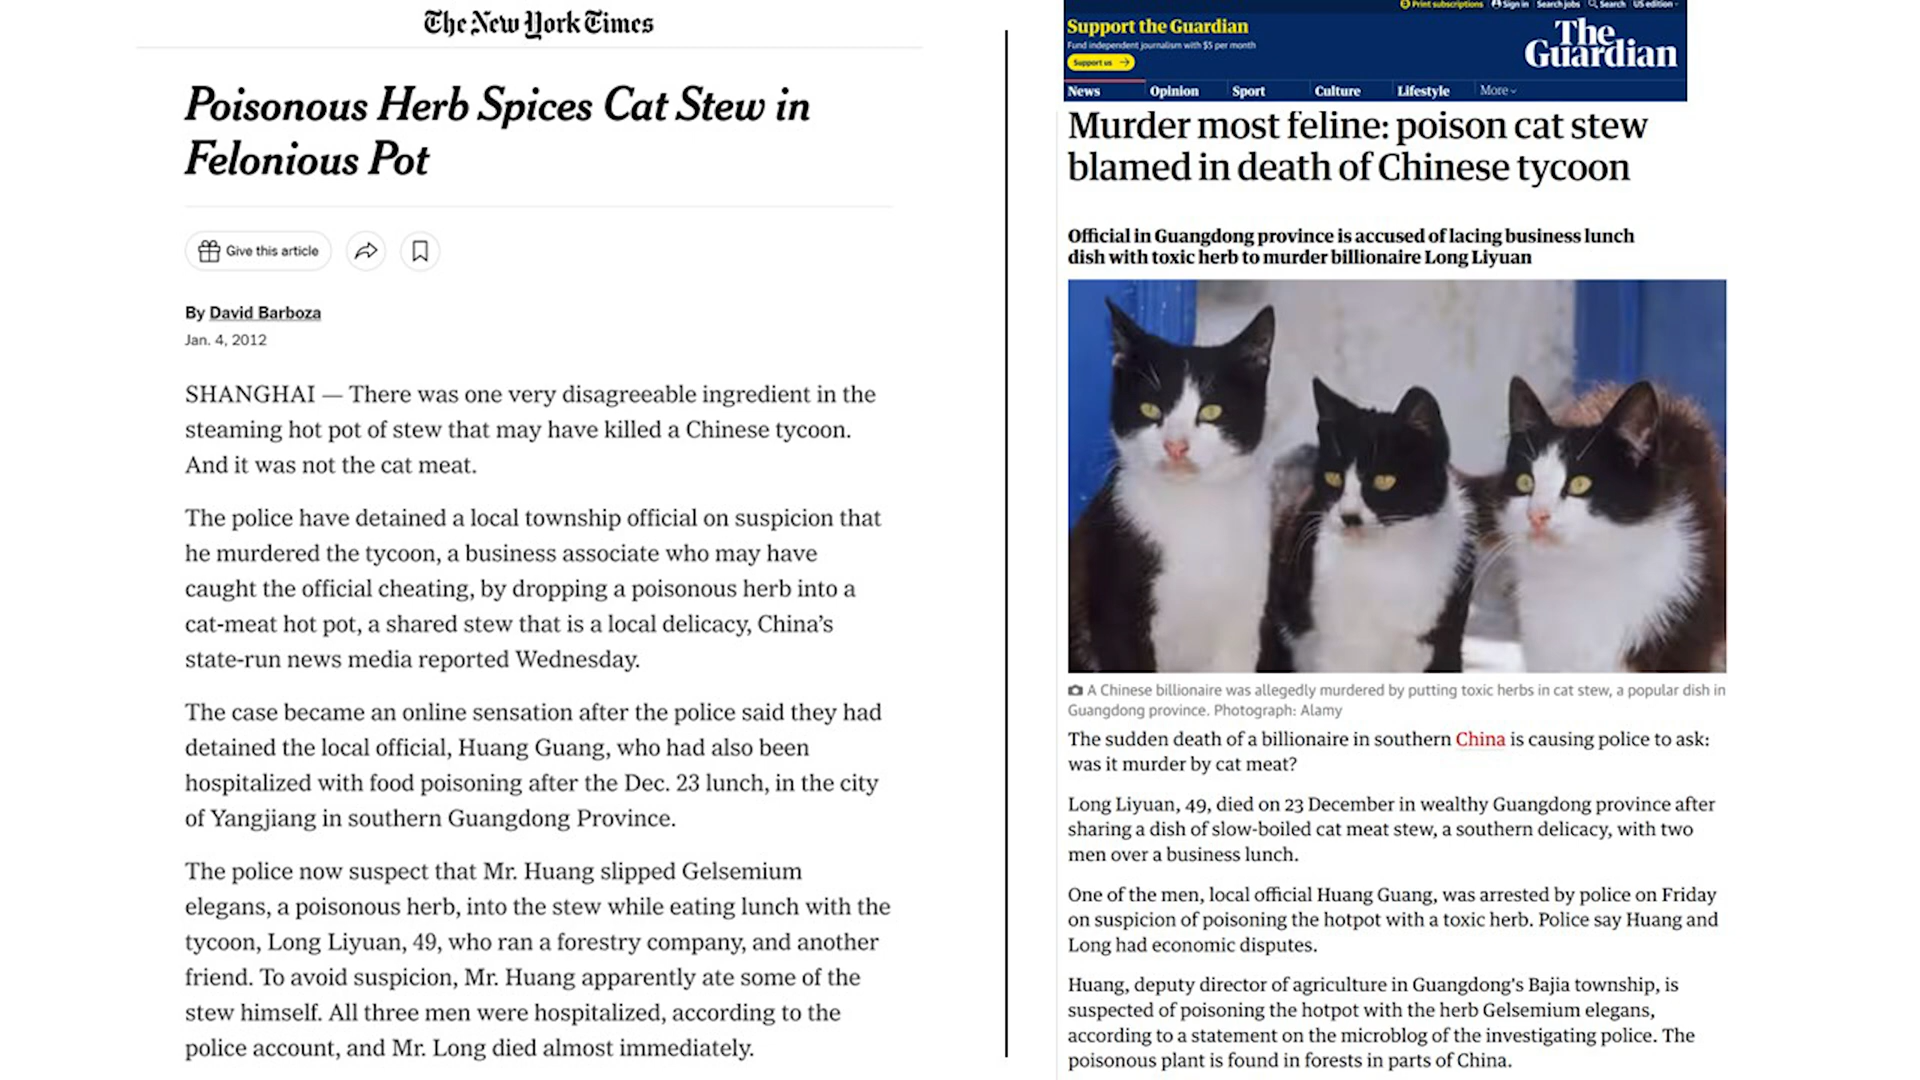 The New York Times
Poisonous Herb Spices Cat Stew in
Felonious Pot
Give this article
By David Barboza
Jan. 4, 2012
SHANGHAI — There was one very disagreeable ingredient in the
steaming hot pot of stew that may have killed a Chinese tycoon.
And it was not the cat meat.
The police have detained a local township official on suspicion that
he murdered the tycoon, a business associate who may have
caught the official cheating, by dropping a poisonous herb into a
cat-meat hot pot, a shared stew that is a local delicacy, China’s
state-run news media reported Wednesday.
The case became an online sensation after the police said they had
detained the local official, Huang Guang, who had also been
hospitalized with food poisoning after the Dec. 23 lunch, in the city
of Yangjiang in southern Guangdong Province.
The police now suspect that Mr. Huang slipped Gelsemium
elegans, a poisonous herb, into the stew while eating lunch with the
tycoon, Long Liyuan, 49, who ran a forestry company, and another
friend. To avoid suspicion, Mr. Huang apparently ate some of the
stew himself. All three men were hospitalized, according to the
police account, and Mr. Long died almost immediately.
Print subscriptions Sign in Search jobs Search US edition
Support the Guardian
Fund independent journalism with $5 per month
Support us
The
Guardian
News Opinion Sport Culture Lifestyle More
Murder most feline: poison cat stew
blamed in death of Chinese tycoon
Official in Guangdong province is accused of lacing business lunch
dish with toxic herb to murder billionaire Long Liyuan
A Chinese billionaire was allegedly murdered by putting toxic herbs in cat stew, a popular dish in
Guangdong province. Photograph: Alamy
The sudden death of a billionaire in southern China is causing police to ask:
was it murder by cat meat?
Long Liyuan, 49, died on 23 December in wealthy Guangdong province after
sharing a dish of slow-boiled cat meat stew, a southern delicacy, with two
men over a business lunch.
One of the men, local official Huang Guang, was arrested by police on Friday
on suspicion of poisoning the hotpot with a toxic herb. Police say Huang and
Long had economic disputes.
Huang, deputy director of agriculture in Guangdong's Bajia township, is
suspected of poisoning the hotpot with the herb Gelsemium elegans,
according to a statement on the microblog of the investigating police. The
poisonous plant is found in forests in parts of China.